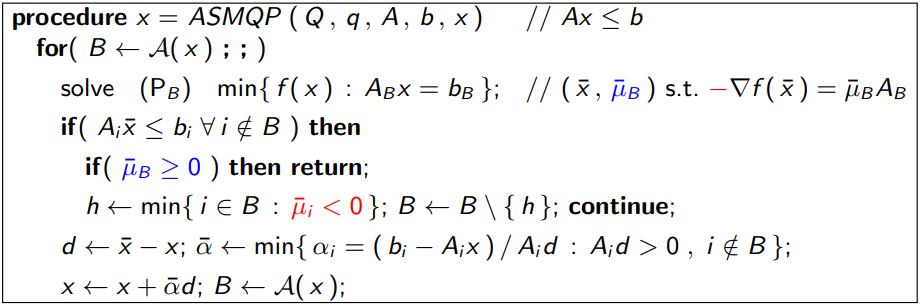 procedure x = ASMQP ( Q , q , A , b , x )   // Ax ≤ b
for( B ← 𝒜( x ) ; ; )
solve (P_B) min{ f( x ) : A_B x = b_B };   // ( x̄ , μ̄_B ) s.t. −∇f( x̄ ) = μ̄_B A_B
if( A_i x̄ ≤ b_i ∀ i ∉ B ) then
if( μ̄_B ≥ 0 ) then return;
h ← min{ i ∈ B : μ̄_i < 0 }; B ← B \ { h }; continue;
d ← x̄ − x; ᾱ ← min{ α_i = ( b_i − A_i x ) / A_i d : A_i d > 0 , i ∉ B };
x ← x + ᾱd; B ← 𝒜( x );